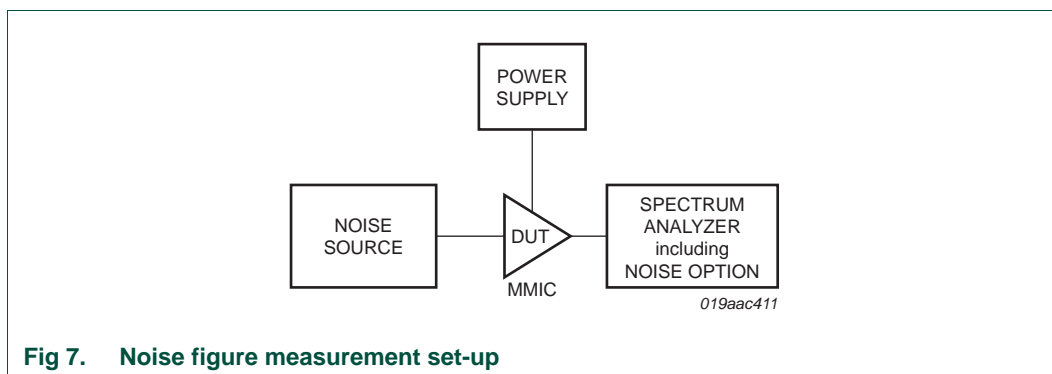 POWER
SUPPLY
NOISE
SOURCE
DUT
MMIC
SPECTRUM
ANALYZER
including
NOISE OPTION
019aac411
Fig 7. Noise figure measurement set-up